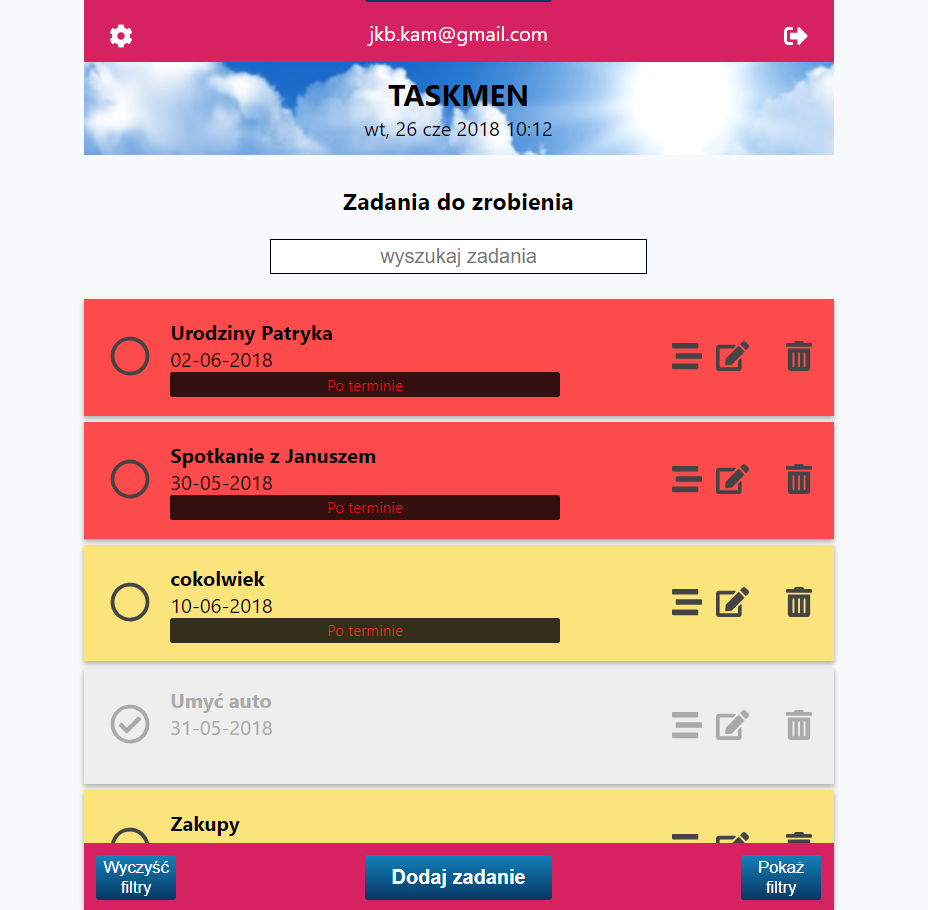 jkb.kam@gmail.com
TASKMEN
wt, 26 cze 2018 10:12
Zadania do zrobienia
wyszukaj zadania
Urodziny Patryka
02-06-2018
Po terminie
Spotkanie z Januszem
30-05-2018
Po terminie
cokolwiek
10-06-2018
Po terminie
Umyć auto
31-05-2018
Zakupy
Wyczyść
filtry
Dodaj zadanie
Pokaż
filtry